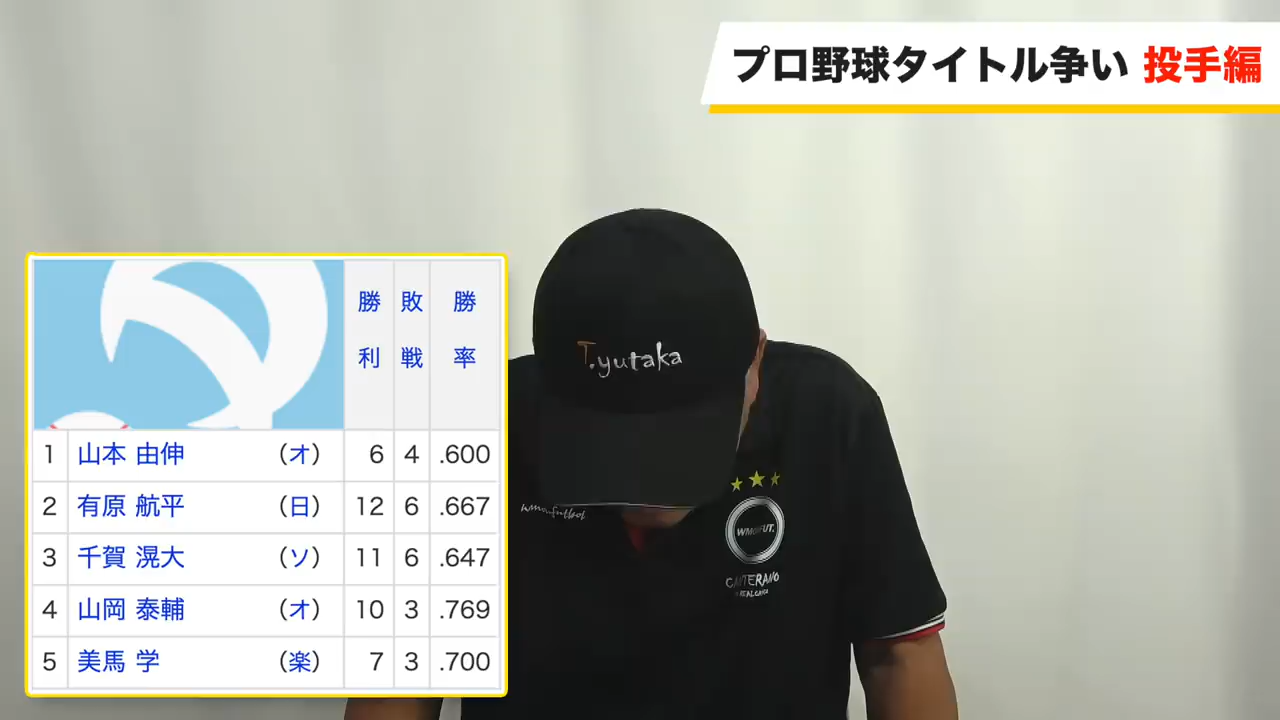 プロ野球タイトル争い 投手編
勝利 敗戦 勝率
1 山本 由伸 (オ) 6 4 .600
2 有原 航平 (日) 12 6 .667
3 千賀 滉大 (ソ) 11 6 .647
4 山岡 泰輔 (オ) 10 3 .769
5 美馬 学 (楽) 7 3 .700
T.yutaka
wmoifutbol
WMOIFUT.
CANTERANO